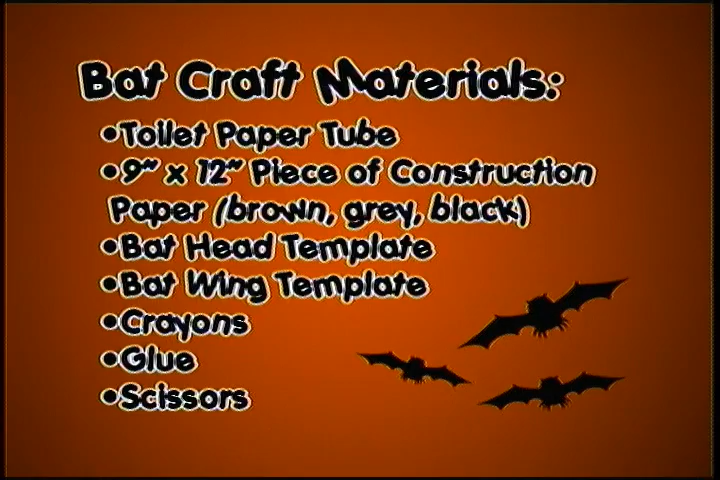 Bat Craft Materials:
•Toilet Paper Tube
•9" x 12" Piece of Construction
Paper (brown, grey, black)
•Bat Head Template
•Bat Wing Template
•Crayons
•Glue
•Scissors